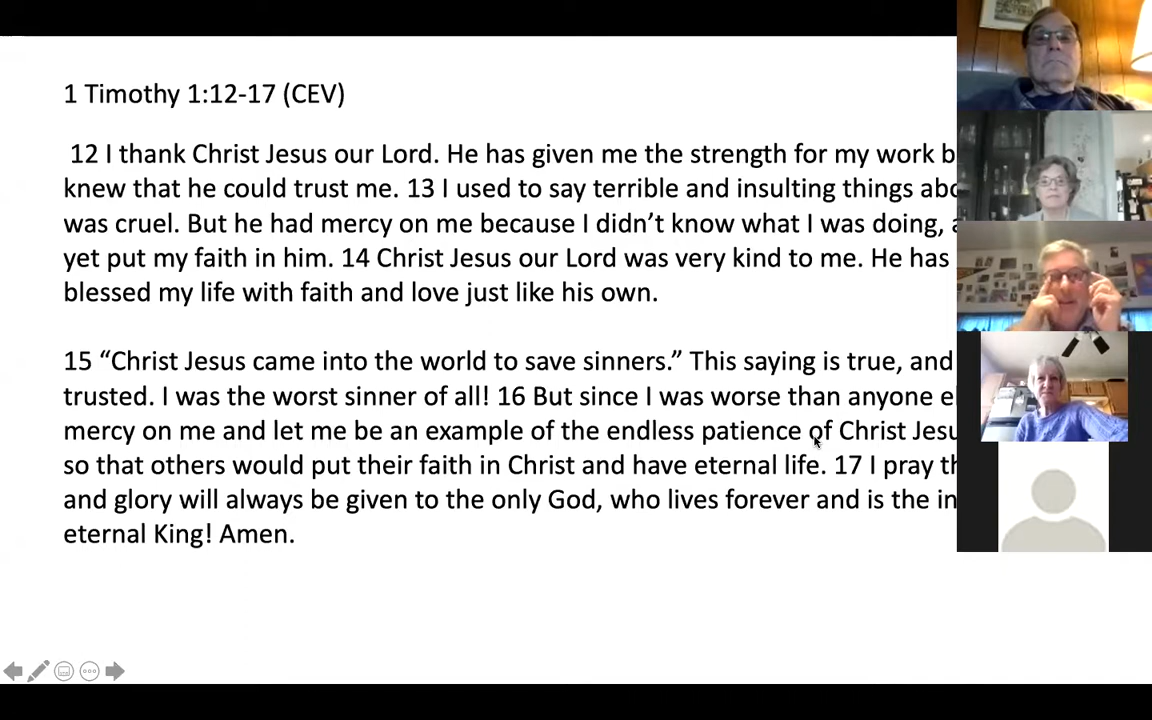 1 Timothy 1:12-17 (CEV)
12 I thank Christ Jesus our Lord. He has given me the strength for my work b
knew that he could trust me. 13 I used to say terrible and insulting things abo
was cruel. But he had mercy on me because I didn’t know what I was doing,
yet put my faith in him. 14 Christ Jesus our Lord was very kind to me. He has
blessed my life with faith and love just like his own.
15 “Christ Jesus came into the world to save sinners.” This saying is true, and
trusted. I was the worst sinner of all! 16 But since I was worse than anyone el
mercy on me and let me be an example of the endless patience of Christ Jesu
so that others would put their faith in Christ and have eternal life. 17 I pray th
and glory will always be given to the only God, who lives forever and is the in
eternal King! Amen.